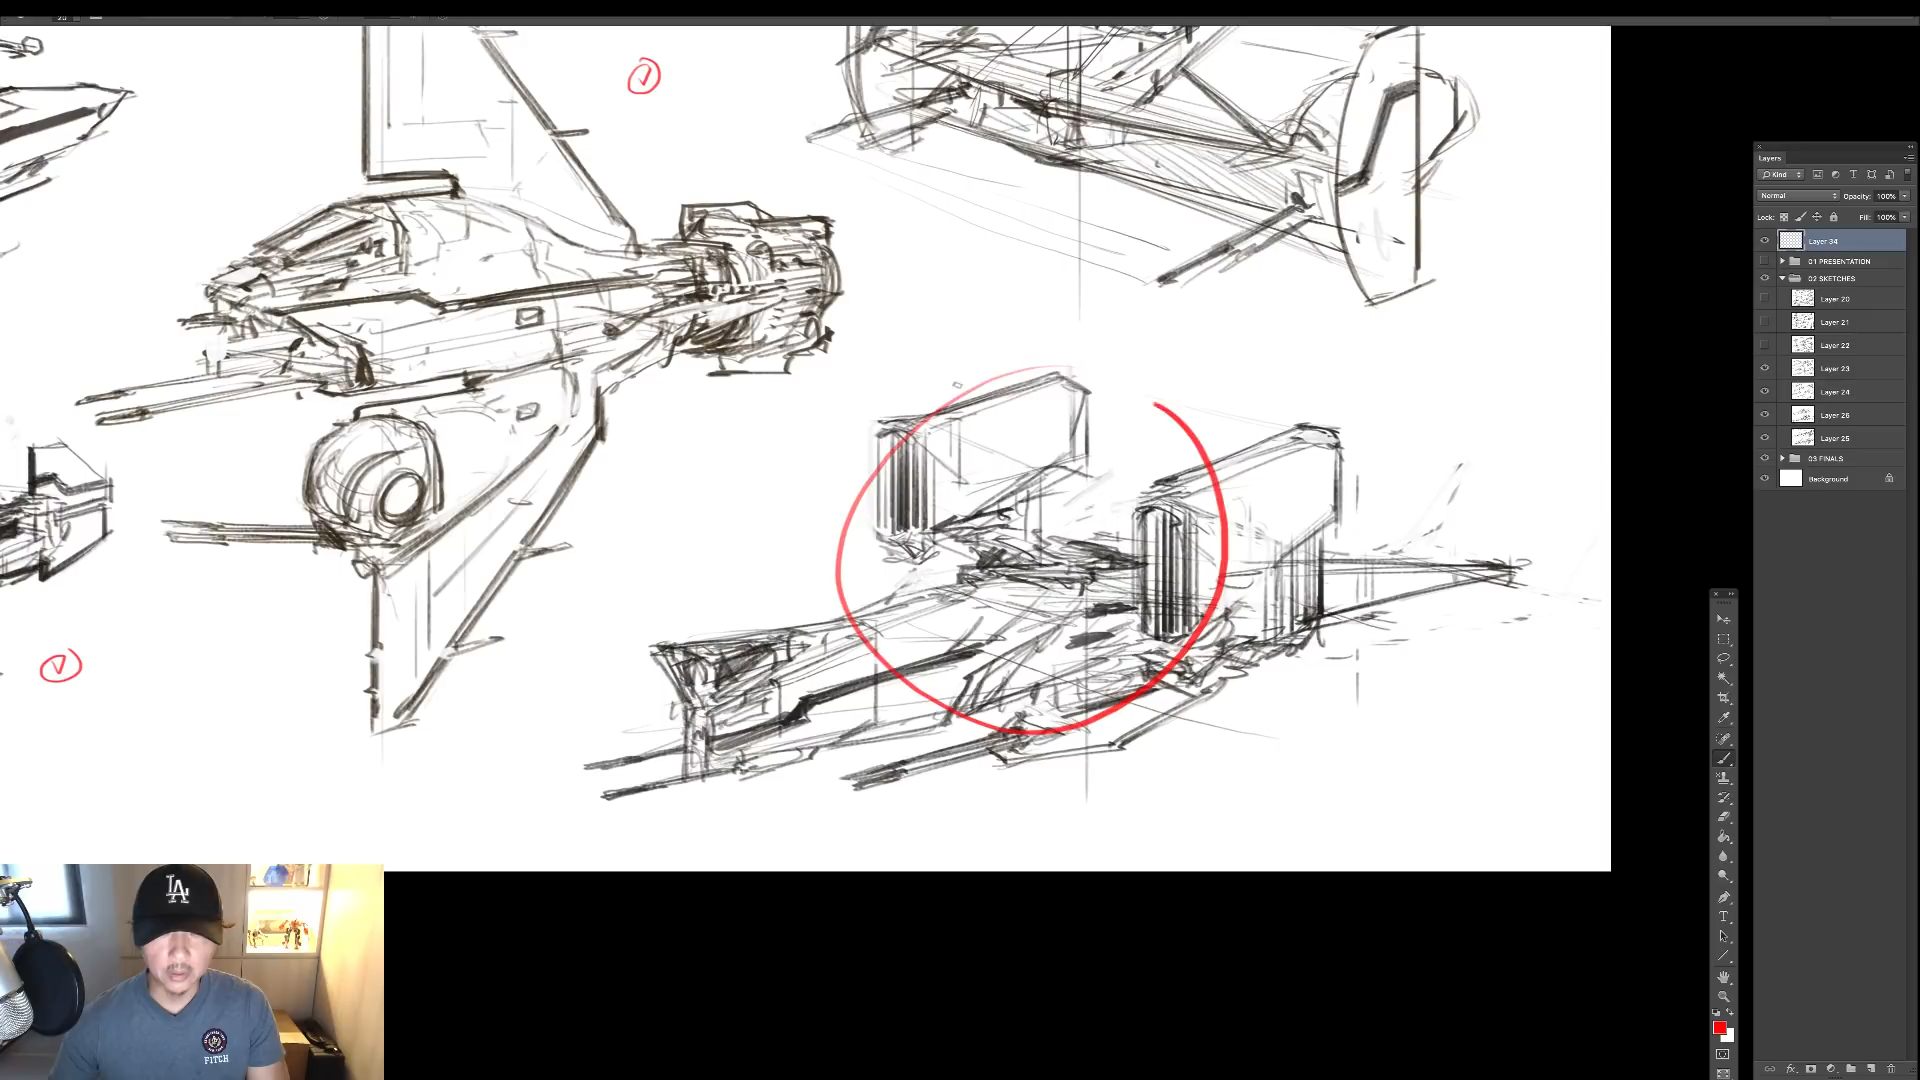 20
Layers
Kind
Normal
Opacity: 100%
Lock:
Fill: 100%
Layer 34
01 PRESENTATION
02 SKETCHES
Layer 20
Layer 21
Layer 22
Layer 23
Layer 24
Layer 26
Layer 25
03 FINALS
Background
LA
FITCH